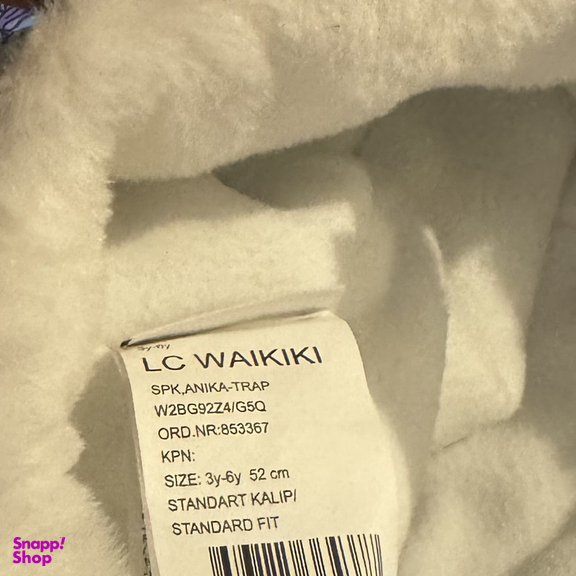 LC WAIKIKI
SPK,ANIKA-TRAP
W2BG92Z4/G5Q
ORD.NR:853367
KPN:
SIZE: 3y-6y 52 cm
STANDART KALIP/
STANDARD FIT
Snapp!
Shop